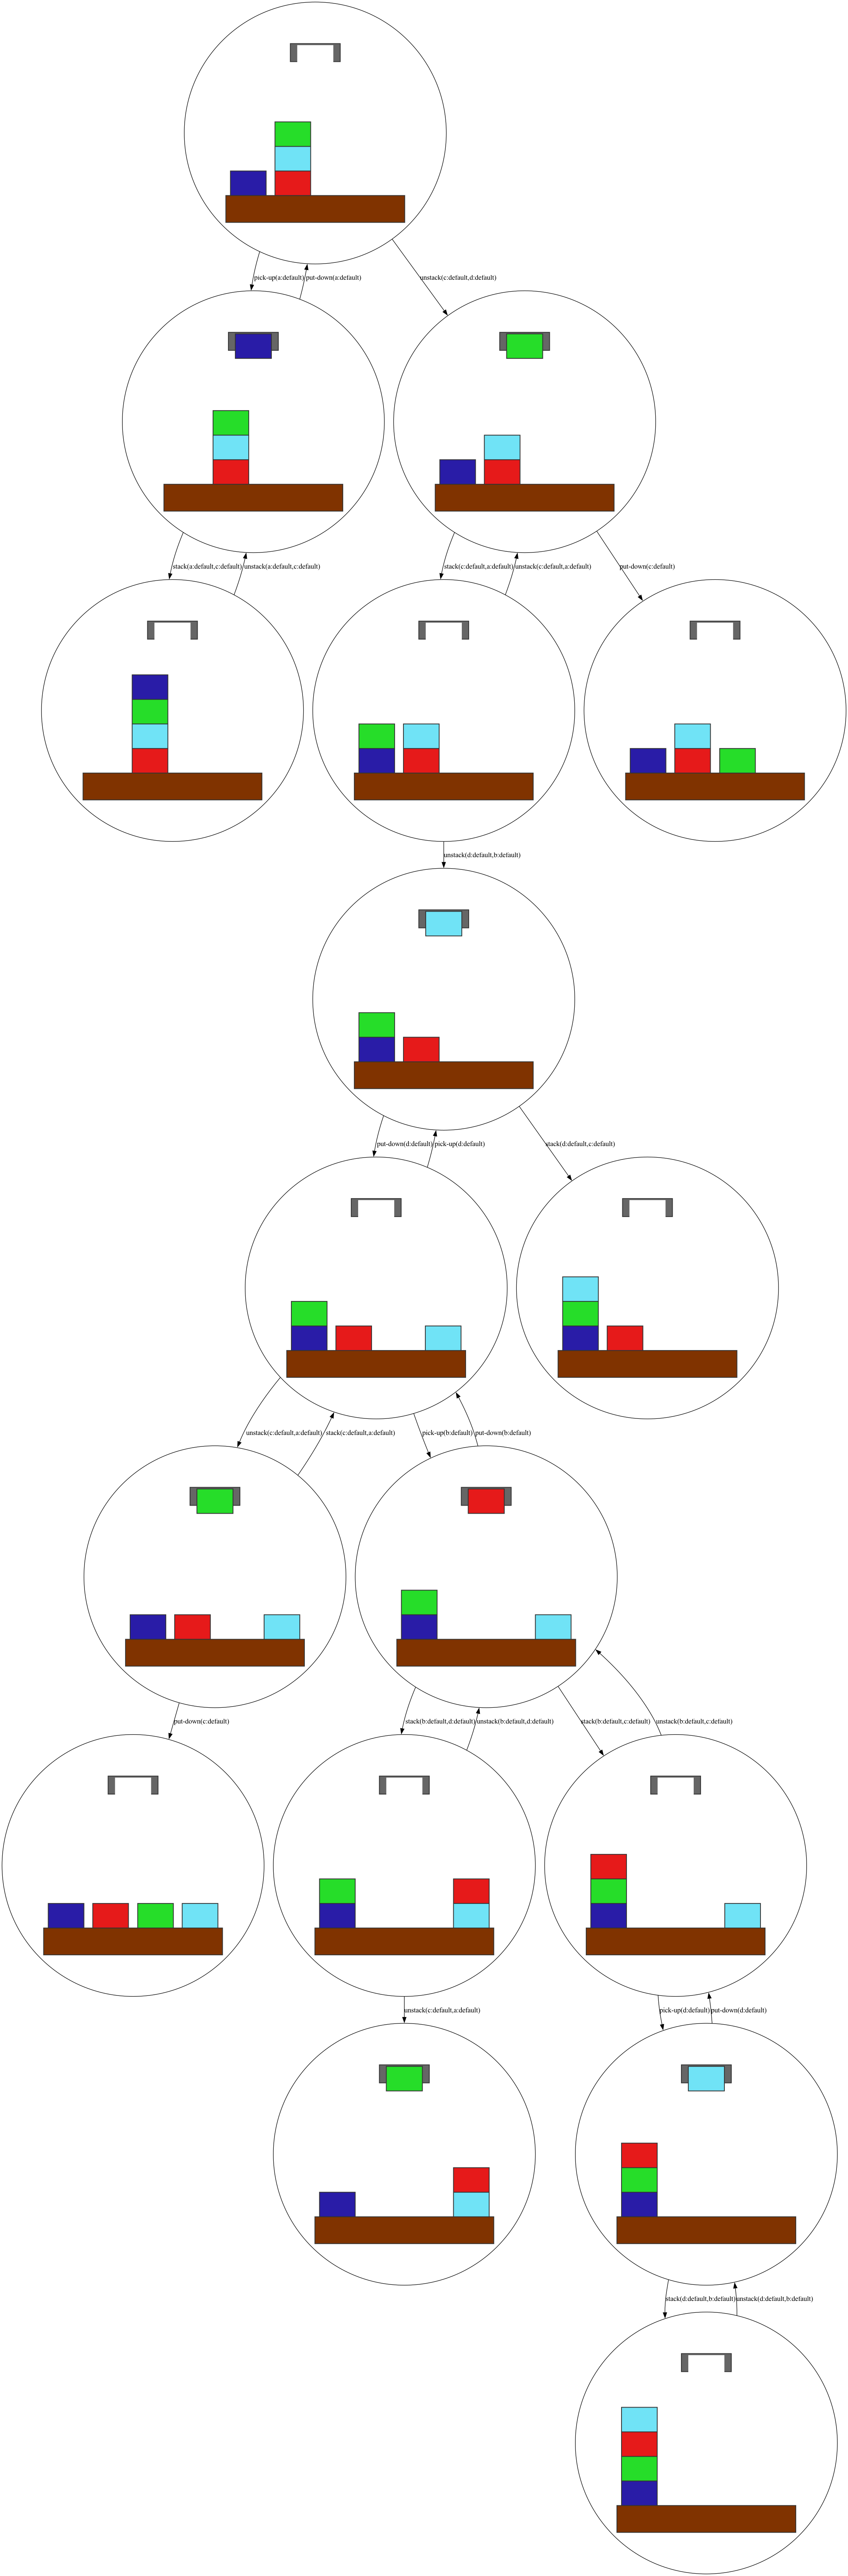 pick-up(a:default)
put-down(a:default)
unstack(c:default,d:default)
stack(a:default,c:default)
unstack(a:default,c:default)
stack(c:default,a:default)
unstack(c:default,a:default)
put-down(c:default)
unstack(d:default,b:default)
put-down(d:default)
pick-up(d:default)
stack(d:default,c:default)
unstack(c:default,a:default)
stack(c:default,a:default)
pick-up(b:default)
put-down(b:default)
put-down(c:default)
stack(b:default,d:default)
unstack(b:default,d:default)
stack(b:default,c:default)
unstack(b:default,c:default)
unstack(c:default,a:default)
pick-up(d:default)
put-down(d:default)
stack(d:default,b:default)
unstack(d:default,b:default)